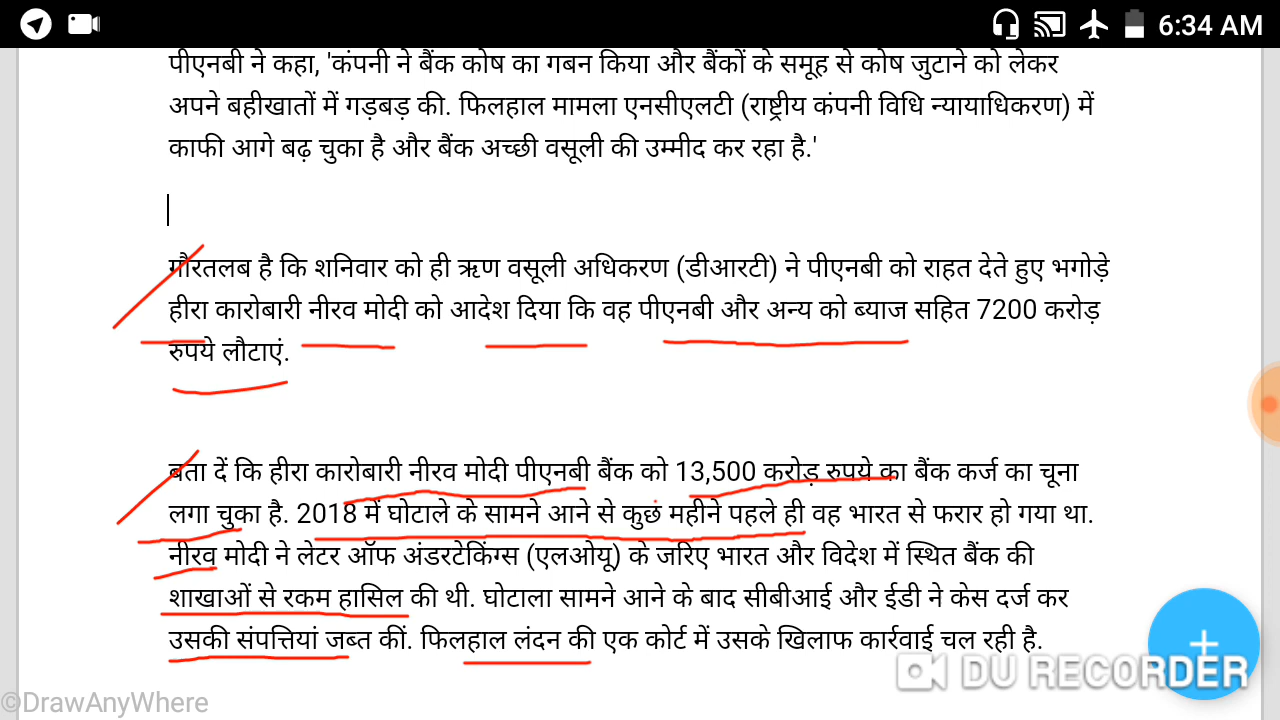 6:34 AM
पीएनबी ने कहा, 'कंपनी ने बैंक कोष का गबन किया और बैंकों के समूह से कोष जुटाने को लेकर
अपने बहीखातों में गड़बड़ की. फिलहाल मामला एनसीएलटी (राष्ट्रीय कंपनी विधि न्यायाधिकरण) में
काफी आगे बढ़ चुका है और बैंक अच्छी वसूली की उम्मीद कर रहा है.'
गौरतलब है कि शनिवार को ही ऋण वसूली अधिकरण (डीआरटी) ने पीएनबी को राहत देते हुए भगोड़े
हीरा कारोबारी नीरव मोदी को आदेश दिया कि वह पीएनबी और अन्य को ब्याज सहित 7200 करोड़
रुपये लौटाएं.
बता दें कि हीरा कारोबारी नीरव मोदी पीएनबी बैंक को 13,500 करोड़ रुपये का बैंक कर्ज का चूना
लगा चुका है. 2018 में घोटाले के सामने आने से कुछ महीने पहले ही वह भारत से फरार हो गया था.
नीरव मोदी ने लेटर ऑफ अंडरटेकिंग्स (एलओयू) के जरिए भारत और विदेश में स्थित बैंक की
शाखाओं से रकम हासिल की थी. घोटाला सामने आने के बाद सीबीआई और ईडी ने केस दर्ज कर
उसकी संपत्तियां जब्त कीं. फिलहाल लंदन की एक कोर्ट में उसके खिलाफ कार्रवाई चल रही है.
DU RECORDER
©DrawAnyWhere